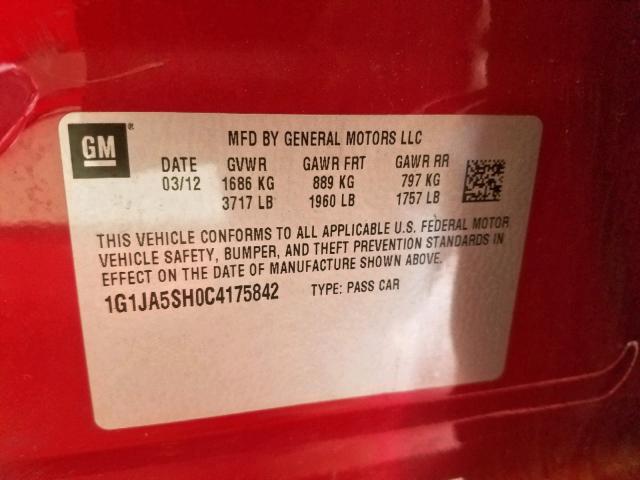 GM ®
MFD BY GENERAL MOTORS LLC
DATE GVWR GAWR FRT GAWR RR
03/12 1686 KG 889 KG 797 KG
3717 LB 1960 LB 1757 LB
THIS VEHICLE CONFORMS TO ALL APPLICABLE U.S. FEDERAL MOTOR
VEHICLE SAFETY, BUMPER, AND THEFT PREVENTION STANDARDS IN
EFFECT ON THE DATE OF MANUFACTURE SHOWN ABOVE.
1G1JA5SH0C4175842 TYPE: PASS CAR